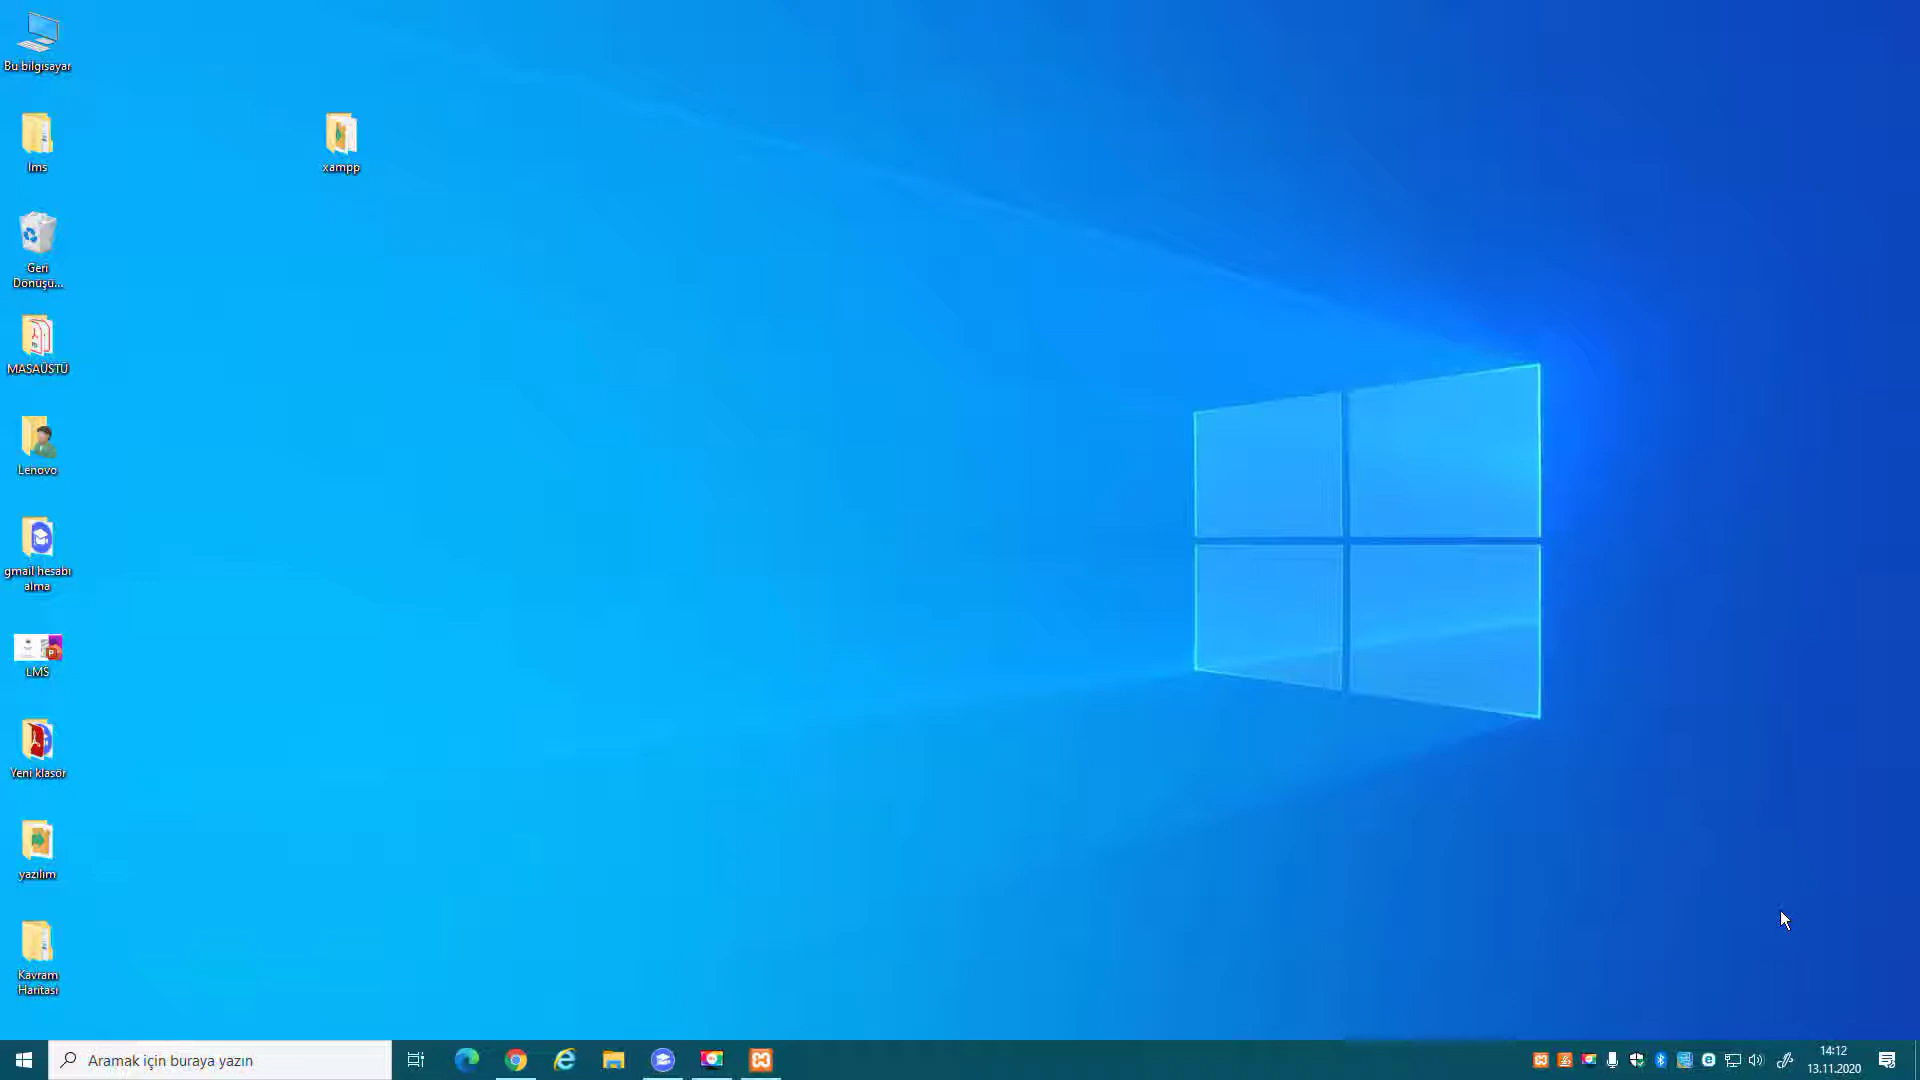 Bu bilgisayar
lms
xampp
Geri
Dönüşü...
MASAÜSTÜ
Lenovo
gmail hesabı
alma
LMS
Yeni klasör
yazılım
Kavram
Haritası
Aramak için buraya yazın
14:12
13.11.2020